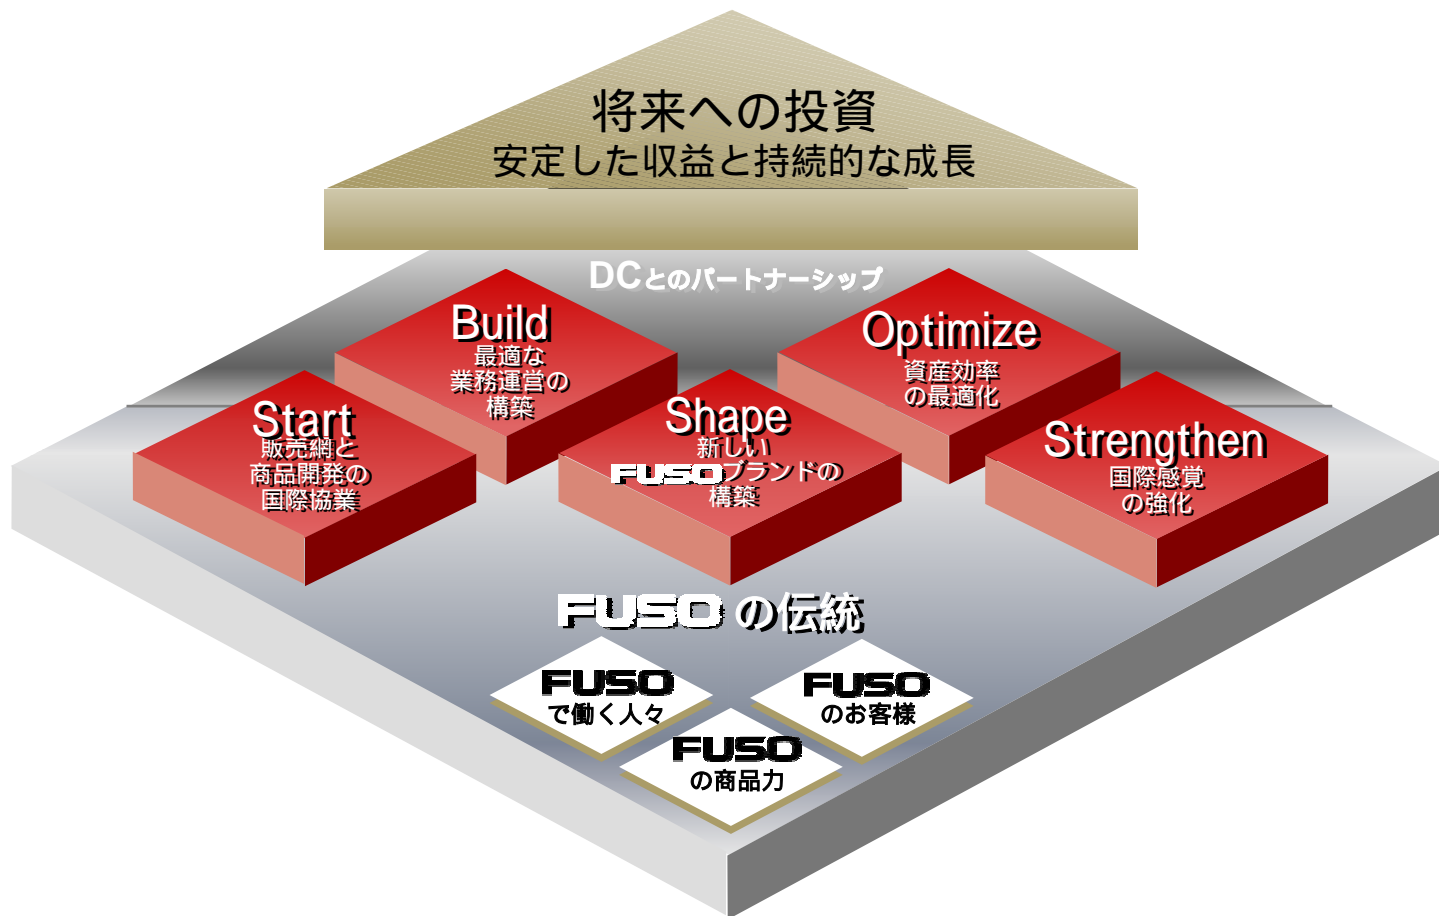 将来への投資
安定した収益と持続的な成長
DCとのパートナーシップ
Build
最適な
業務運営の
構築
Optimize
資産効率
の最適化
Start
販売網と
商品開発の
国際協業
Shape
新しい
FUSOブランドの
構築
Strengthen
国際感覚
の強化
FUSO の伝統
FUSO
で働く人々
FUSO
のお客様
FUSO
の商品力